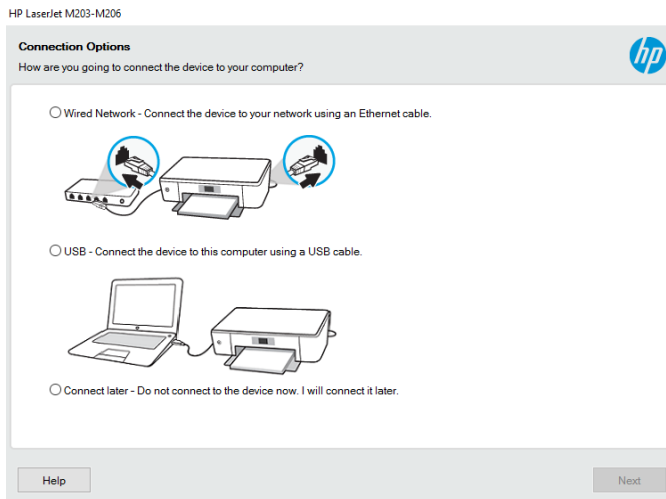 HP LaserJet M203-M206
Connection Options
How are you going to connect the device to your computer?
hp
Wired Network - Connect the device to your network using an Ethernet cable.
USB - Connect the device to this computer using a USB cable.
Connect later - Do not connect to the device now. I will connect it later.
Help
Next